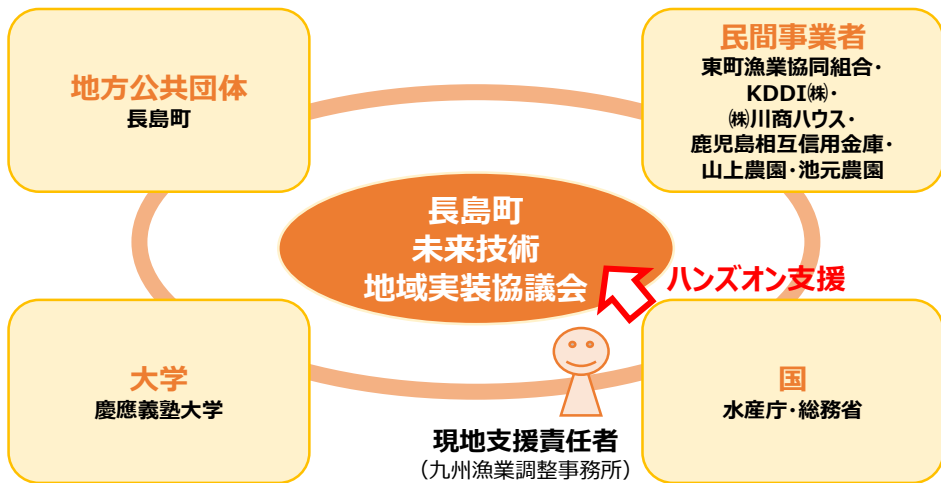 地方公共団体
長島町
民間事業者
東町漁業協同組合・
KDDI㈱・
㈱川商ハウス・
鹿児島相互信用金庫・
山上農園・池元農園
長島町
未来技術
地域実装協議会
ハンズオン支援
大学
慶應義塾大学
国
水産庁・総務省
現地支援責任者
（九州漁業調整事務所）